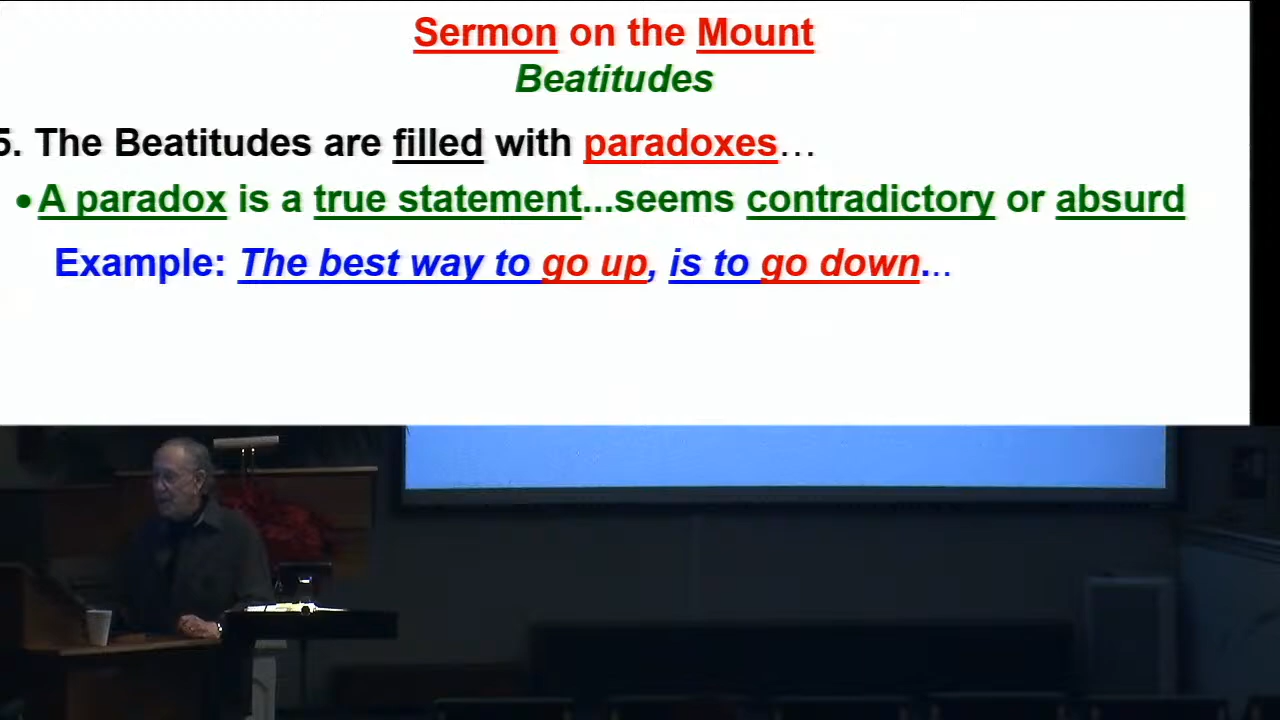 Sermon on the Mount
Beatitudes
5. The Beatitudes are filled with paradoxes…
• A paradox is a true statement...seems contradictory or absurd
Example: The best way to go up, is to go down...